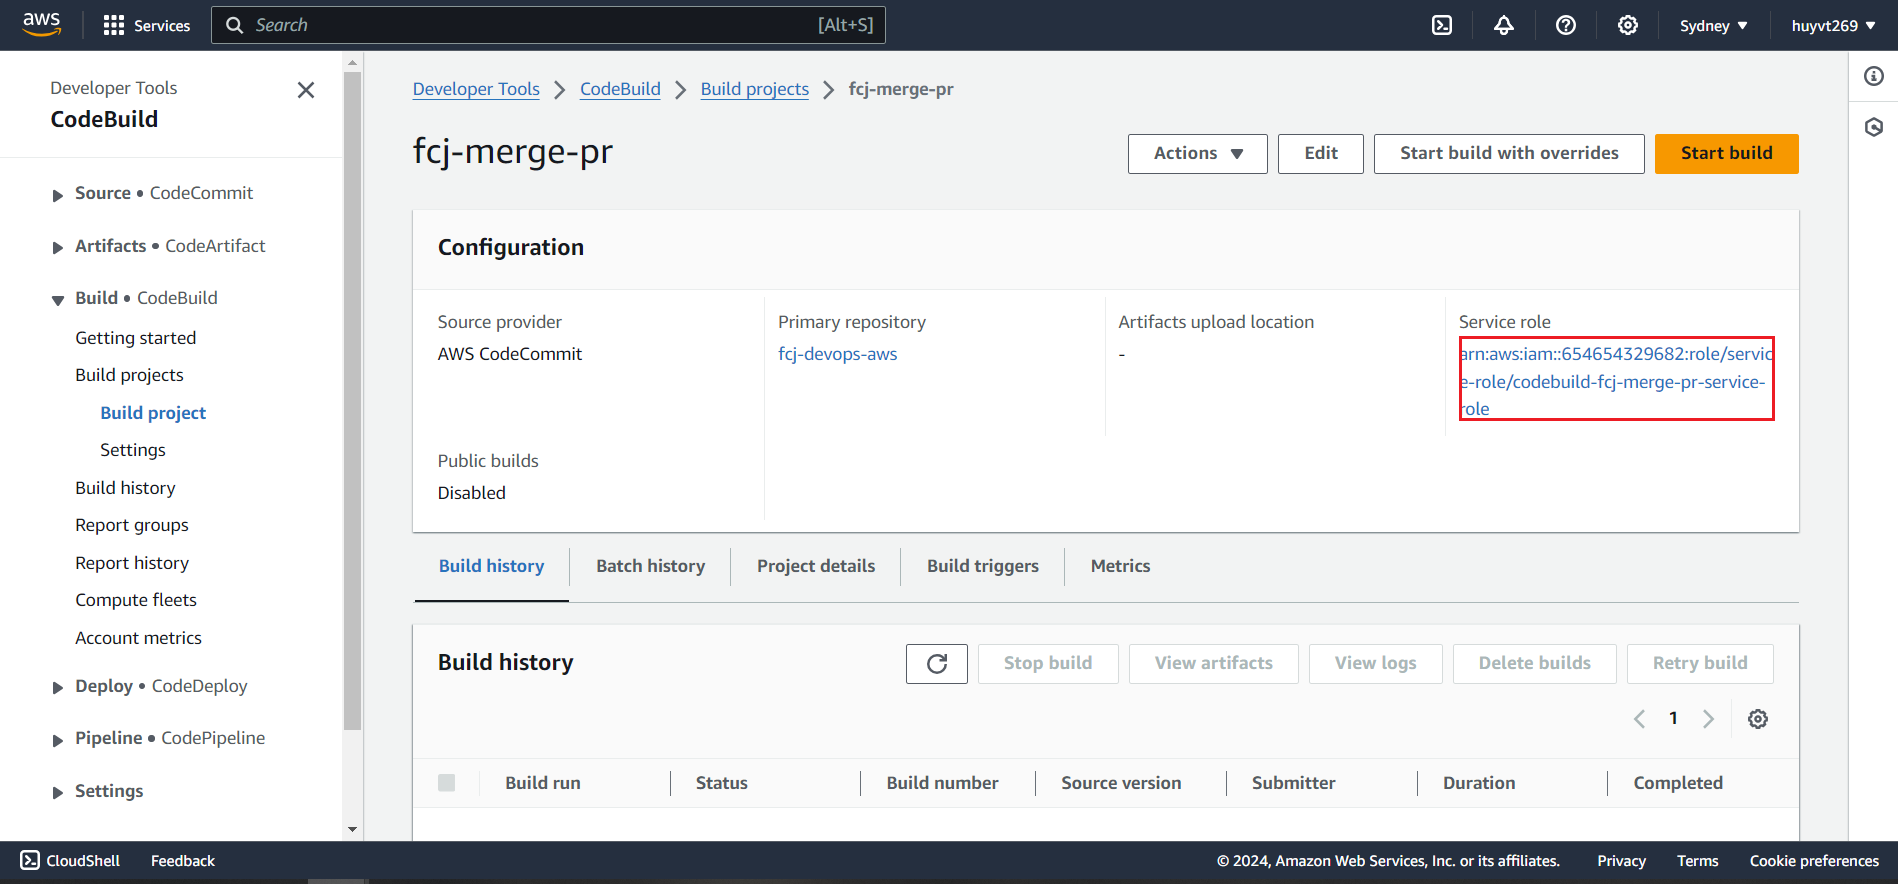 aws
Services
Search
[Alt+S]
Sydney
huyvt269
Developer Tools
CodeBuild
Source • CodeCommit
Artifacts • CodeArtifact
Build • CodeBuild
Getting started
Build projects
Build project
Settings
Build history
Report groups
Report history
Compute fleets
Account metrics
Deploy • CodeDeploy
Pipeline • CodePipeline
Settings
Developer Tools > CodeBuild > Build projects > fcj-merge-pr
fcj-merge-pr
Actions
Edit
Start build with overrides
Start build
Configuration
Source provider
AWS CodeCommit
Primary repository
fcj-devops-aws
Artifacts upload location
-
Service role
arn:aws:iam::654654329682:role/servic
e-role/codebuild-fcj-merge-pr-service-
role
Public builds
Disabled
Build history
Batch history
Project details
Build triggers
Metrics
Build history
Stop build
View artifacts
View logs
Delete builds
Retry build
1
Build run
Status
Build number
Source version
Submitter
Duration
Completed
CloudShell
Feedback
© 2024, Amazon Web Services, Inc. or its affiliates.
Privacy
Terms
Cookie preferences